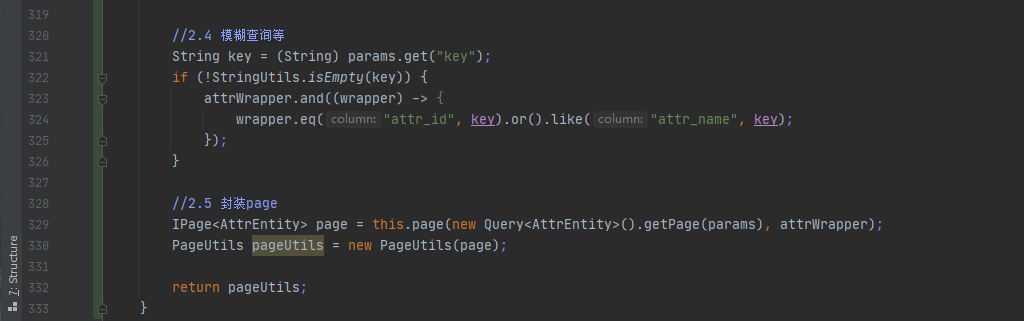 319
320 //2.4 模糊查询等
321 String key = (String) params.get("key");
322 if (!StringUtils.isEmpty(key)) {
323 attrWrapper.and((wrapper) -> {
324 wrapper.eq( column: "attr_id", key).or().like( column: "attr_name", key);
325 });
326 }
327
328 //2.5 封装page
329 IPage<AttrEntity> page = this.page(new Query<AttrEntity>().getPage(params), attrWrapper);
330 PageUtils pageUtils = new PageUtils(page);
331
332 return pageUtils;
333 }
7: Structure